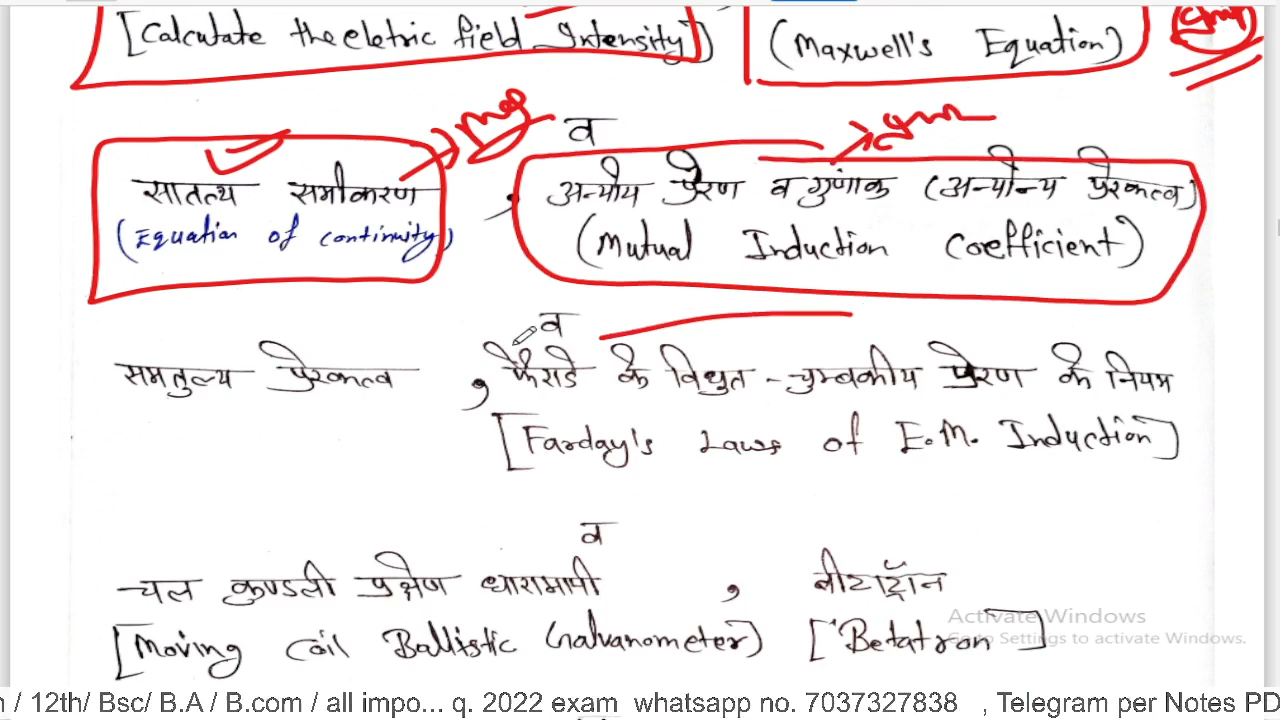 [Calcutate the eletric field Intensity]
(Maxwell's Equation)
व
सातत्य समीकरण , अन्योय प्रेरण व गुणांक (अन्योन्य प्रेरकत्व)
(Equation of continuity) (Mutual Induction Coefficient)
व
समतुल्य प्रेरकत्व , फैराडे के विधुत - चुम्बकीय प्रेरण के नियम
[Farday's Laws of E.M. Induction]
व
चल कुण्डली प्रक्षेण धारामापी , बीटाट्रॉन
[Moving Coil Ballistic Galvanometer) [Betatron]
Activate Windows
Go to Settings to activate Windows.
/ 12th/ Bsc/ B.A / B.com / all impo... q. 2022 exam whatsapp no. 7037327838 , Telegram per Notes PD